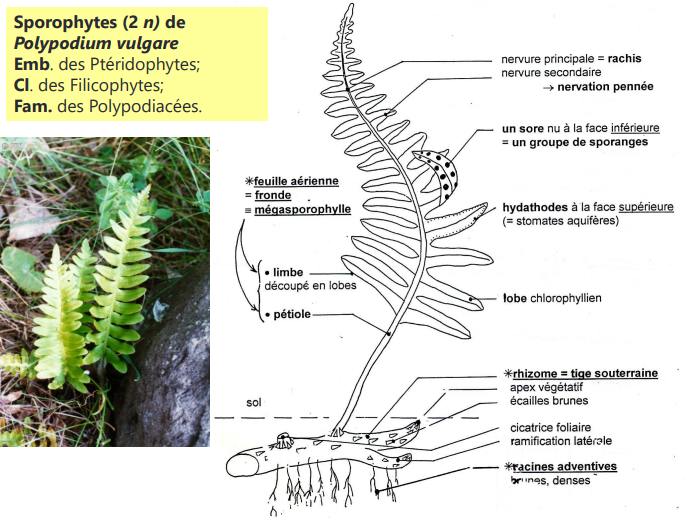 Sporophytes (2 n) de
Polypodium vulgare
Emb. des Ptéridophytes;
Cl. des Filicophytes;
Fam. des Polypodiacées.
nervure principale = rachis
nervure secondaire
→ nervation pennée
un sore nu à la face inférieure
= un groupe de sporanges
✳feuille aérienne
= fronde
≡ mégasporophylle
hydathodes à la face supérieure
(= stomates aquifères)
• limbe
découpé en lobes
• pétiole
lobe chlorophyllien
sol
✳rhizome = tige souterraine
apex végétatif
écailles brunes
cicatrice foliaire
ramification latérale
✳racines adventives
brunes, denses